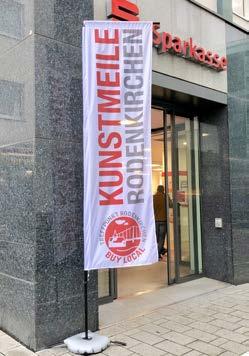 Sparkasse
KUNSTMEILE
RODENKIRCHEN
TREFFPUNKT RODENKIRCHEN
BUY LOCAL